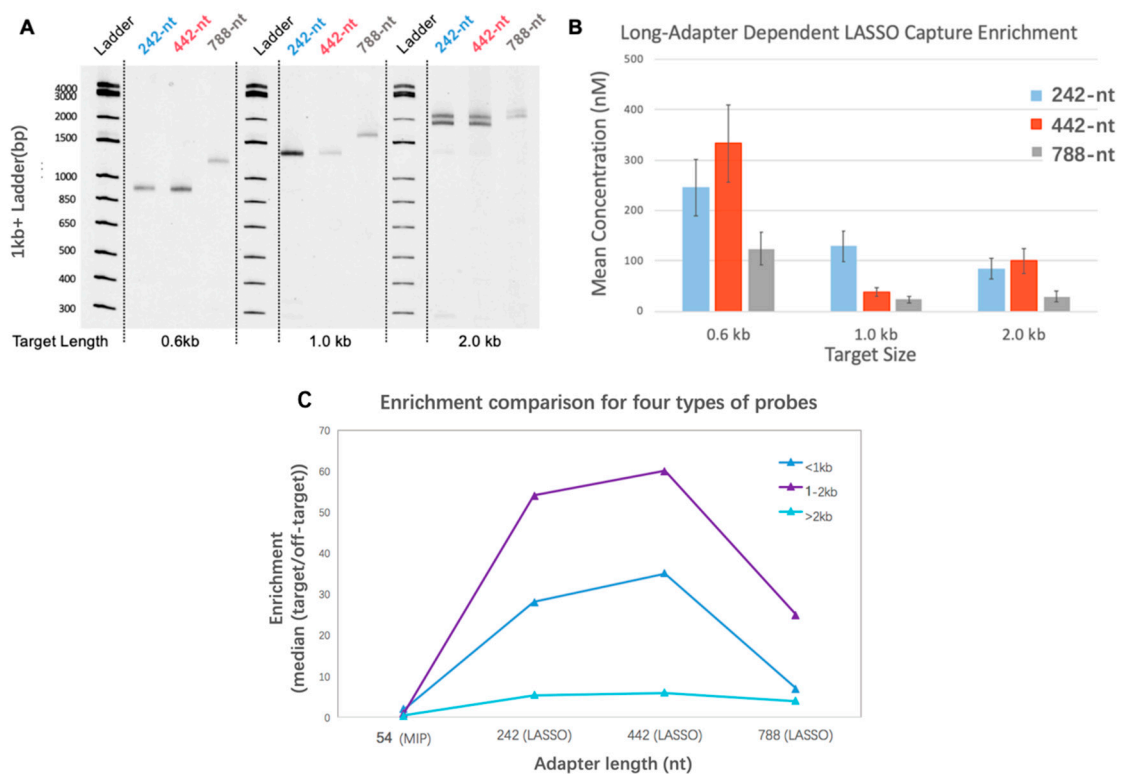 A
Ladder 242-nt 442-nt 788-nt Ladder 242-nt 442-nt 788-nt Ladder 242-nt 442-nt 788-nt
1kb+ Ladder(bp)
4000
3000
2000
1500
1000
850
650
500
400
300
Target Length 0.6kb 1.0 kb 2.0 kb
B
Long-Adapter Dependent LASSO Capture Enrichment
Mean Concentration (nM)
500
400
300
200
100
0
242-nt
442-nt
788-nt
0.6 kb 1.0 kb 2.0 kb
Target Size
C
Enrichment comparison for four types of probes
Enrichment
(median (target/off-target))
70
60
50
40
30
20
10
0
<1kb
1-2kb
>2kb
54 (MIP) 242 (LASSO) 442 (LASSO) 788 (LASSO)
Adapter length (nt)